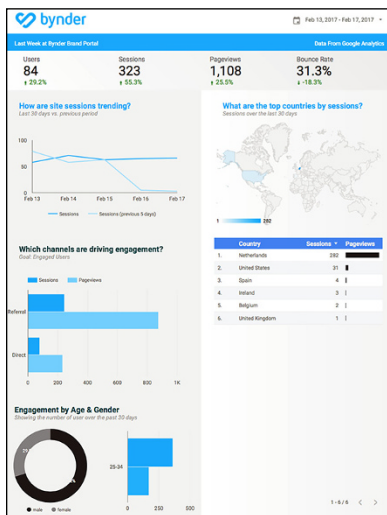 bynder
Feb 13, 2017 - Feb 17, 2017
Last Week at Bynder Brand Portal
Data From Google Analytics
Users
84
29.2%
Sessions
323
55.3%
Pageviews
1,108
25.5%
Bounce Rate
31.3%
-18.3%
How are site sessions trending?
Last 30 days vs. previous period
100
50
0
Feb 13
Feb 14
Feb 15
Feb 16
Feb 17
Sessions
Sessions (previous 5 days)
What are the top countries by sessions?
Sessions over the last 30 days
1
282
Country Sessions Pageviews
1. Netherlands 282
2. United States 31
3. Spain 4
4. Ireland 3
5. Belgium 2
6. United Kingdom 1
Which channels are driving engagement?
Goal: Engaged Users
Sessions
Pageviews
Referral
Direct
0 200 400 600 800 1K
Engagement by Age & Gender
Showing the number of user over the past 30 days
male
female
25-34
0 250 500
1 - 6 / 6